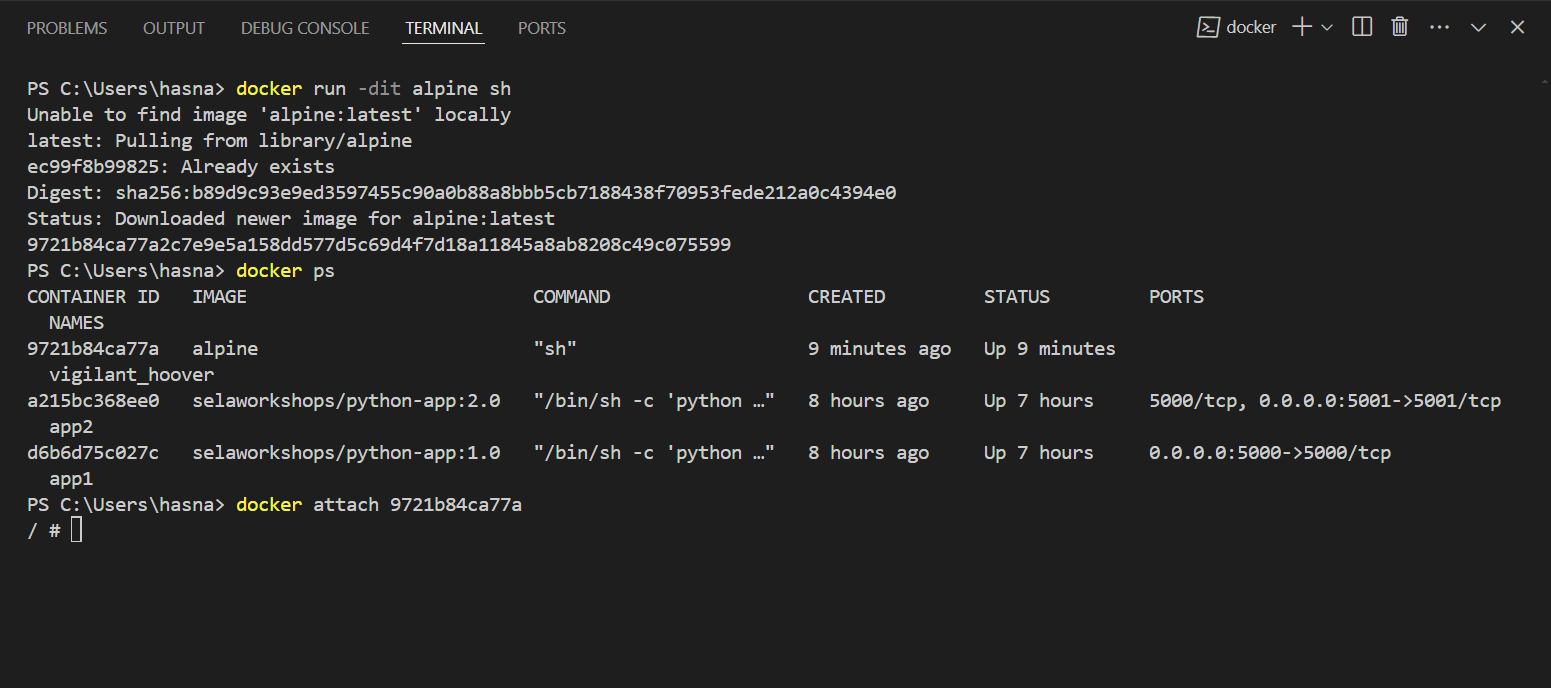 PROBLEMS OUTPUT DEBUG CONSOLE TERMINAL PORTS docker
PS C:\Users\hasna> docker run -dit alpine sh
Unable to find image 'alpine:latest' locally
latest: Pulling from library/alpine
ec99f8b99825: Already exists
Digest: sha256:b89d9c93e9ed3597455c90a0b88a8bbb5cb7188438f70953fede212a0c4394e0
Status: Downloaded newer image for alpine:latest
9721b84ca77a2c7e9e5a158dd577d5c69d4f7d18a11845a8ab8208c49c075599
PS C:\Users\hasna> docker ps
CONTAINER ID   IMAGE                          COMMAND                  CREATED         STATUS         PORTS
  NAMES
9721b84ca77a   alpine                         "sh"                     9 minutes ago   Up 9 minutes
  vigilant_hoover
a215bc368ee0   selaworkshops/python-app:2.0   "/bin/sh -c 'python …"   8 hours ago     Up 7 hours     5000/tcp, 0.0.0.0:5001->5001/tcp
  app2
d6b6d75c027c   selaworkshops/python-app:1.0   "/bin/sh -c 'python …"   8 hours ago     Up 7 hours     0.0.0.0:5000->5000/tcp
  app1
PS C:\Users\hasna> docker attach 9721b84ca77a
/ #